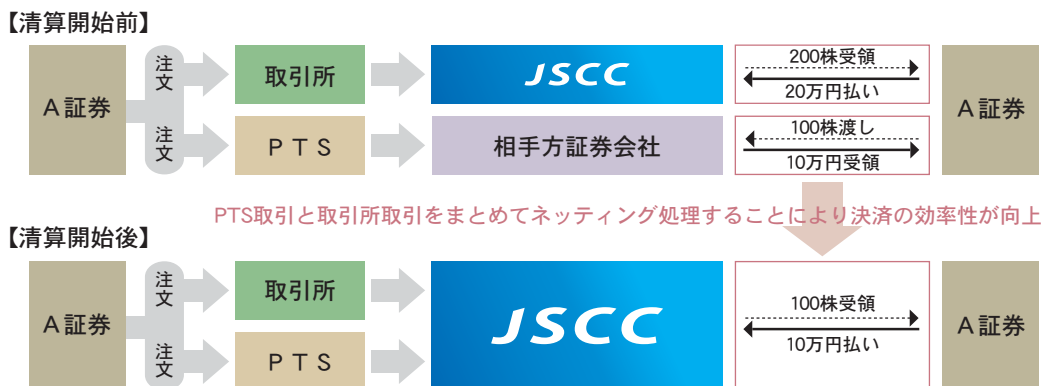 【清算開始前】
A証券
注文
注文
取引所
PTS
JSCC
相手方証券会社
200株受領
20万円払い
100株渡し
10万円受領
A証券
PTS取引と取引所取引をまとめてネッティング処理することにより決済の効率性が向上
【清算開始後】
A証券
注文
注文
取引所
PTS
JSCC
100株受領
10万円払い
A証券